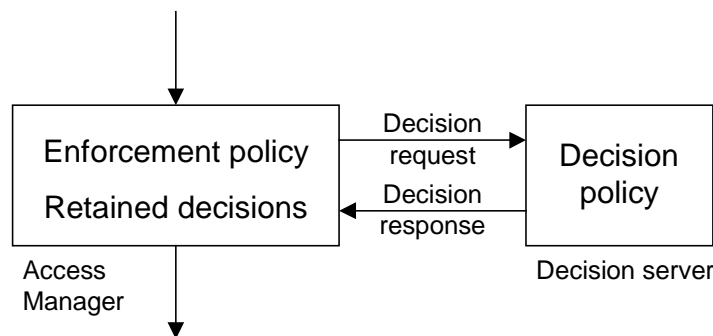 Enforcement policy
Retained decisions
Decision
request
Decision
response
Decision
policy
Access
Manager
Decision server